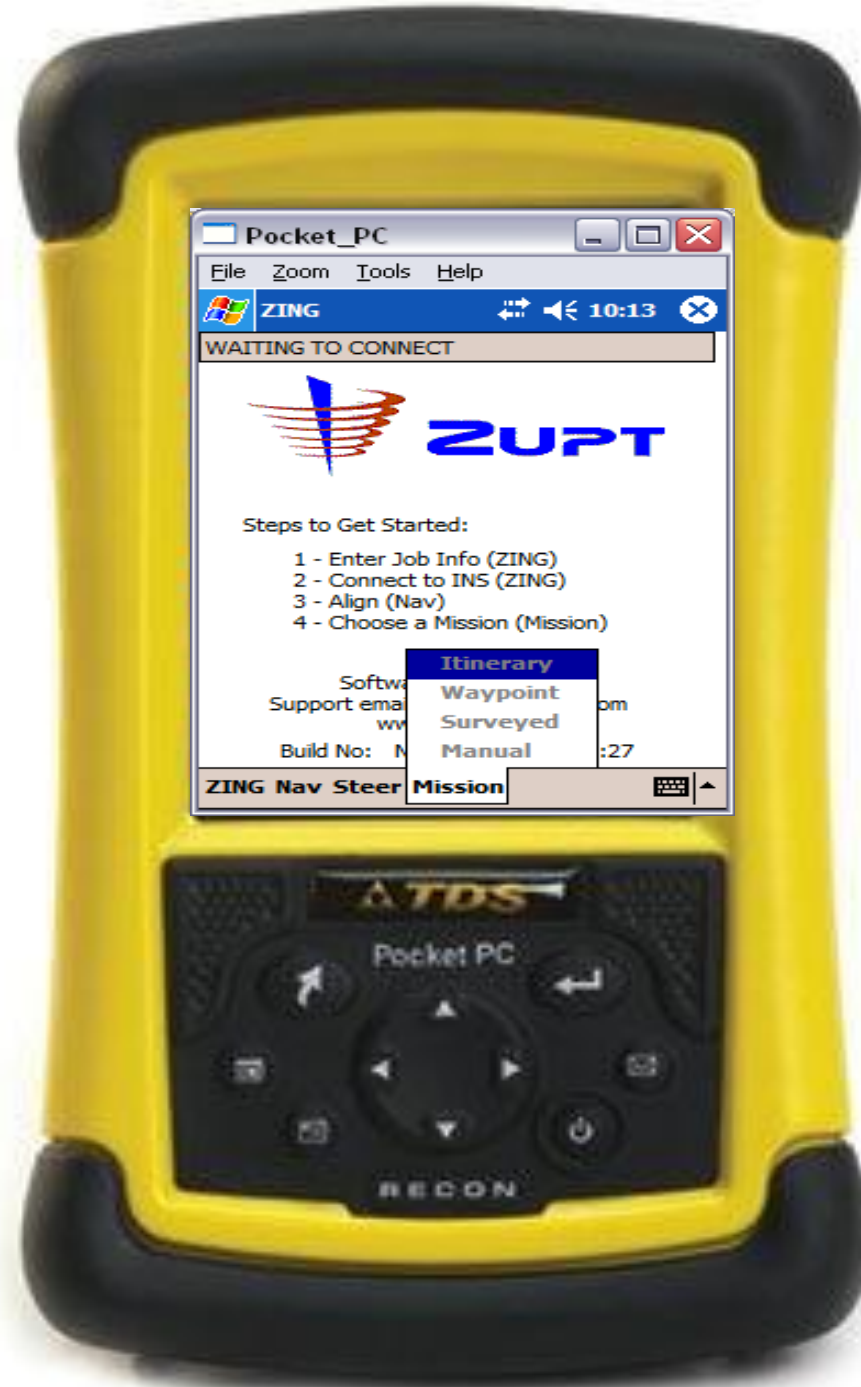 Pocket_PC
File Zoom Tools Help
ZING 10:13
WAITING TO CONNECT
ZUPT
Steps to Get Started:
1 - Enter Job Info (ZING)
2 - Connect to INS (ZING)
3 - Align (Nav)
4 - Choose a Mission (Mission)
Itinerary
Waypoint
Support
Surveyed
Build No: Manual :27
ZING Nav Steer Mission
TDS
Pocket PC
RECON